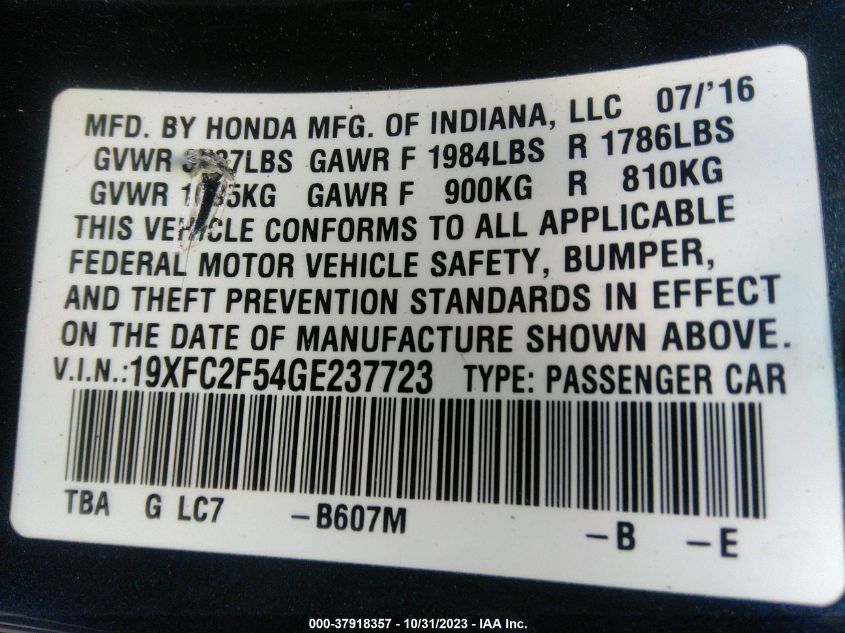 MFD. BY HONDA MFG. OF INDIANA, LLC 07/'16
GVWR GAWR F 1984LBS R 1786LBS
GVWR GAWR F 900KG R 810KG
THIS VEHICLE CONFORMS TO ALL APPLICABLE
FEDERAL MOTOR VEHICLE SAFETY, BUMPER,
AND THEFT PREVENTION STANDARDS IN EFFECT
ON THE DATE OF MANUFACTURE SHOWN ABOVE.
V.I.N.:19XFC2F54GE237723 TYPE: PASSENGER CAR
TBA G LC7 -B607M -B -E
000-37918357 - 10/31/2023 - IAA Inc.